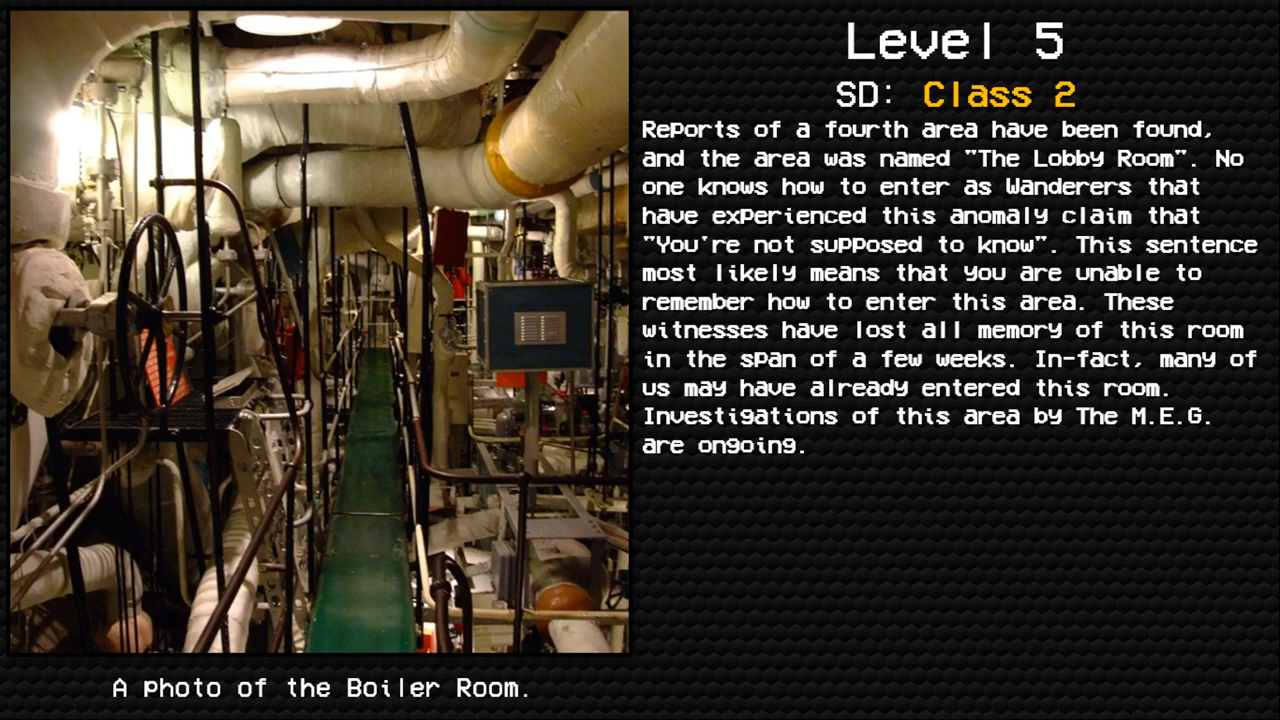 Level 5
SD: Class 2
Reports of a fourth area have been found,
and the area was named "The Lobby Room". No
one knows how to enter as Wanderers that
have experienced this anomaly claim that
"You're not supposed to know". This sentence
most likely means that you are unable to
remember how to enter this area. These
witnesses have lost all memory of this room
in the span of a few weeks. In-fact, many of
us may have already entered this room.
Investigations of this area by The M.E.G.
are ongoing.
A photo of the Boiler Room.